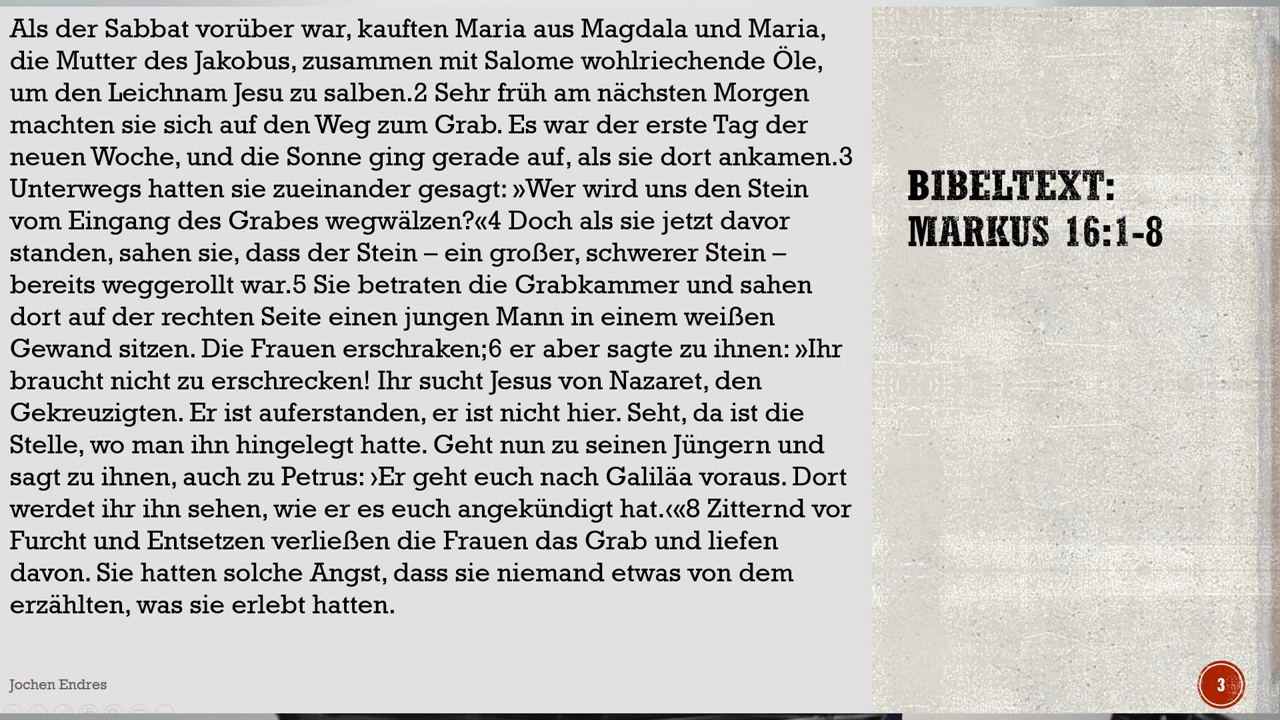 Als der Sabbat vorüber war, kauften Maria aus Magdala und Maria,
die Mutter des Jakobus, zusammen mit Salome wohlriechende Öle,
um den Leichnam Jesu zu salben.2 Sehr früh am nächsten Morgen
machten sie sich auf den Weg zum Grab. Es war der erste Tag der
neuen Woche, und die Sonne ging gerade auf, als sie dort ankamen.3
Unterwegs hatten sie zueinander gesagt: »Wer wird uns den Stein
vom Eingang des Grabes wegwälzen?«4 Doch als sie jetzt davor
standen, sahen sie, dass der Stein – ein großer, schwerer Stein –
bereits weggerollt war.5 Sie betraten die Grabkammer und sahen
dort auf der rechten Seite einen jungen Mann in einem weißen
Gewand sitzen. Die Frauen erschraken;6 er aber sagte zu ihnen: »Ihr
braucht nicht zu erschrecken! Ihr sucht Jesus von Nazaret, den
Gekreuzigten. Er ist auferstanden, er ist nicht hier. Seht, da ist die
Stelle, wo man ihn hingelegt hatte. Geht nun zu seinen Jüngern und
sagt zu ihnen, auch zu Petrus: ›Er geht euch nach Galiläa voraus. Dort
werdet ihr ihn sehen, wie er es euch angekündigt hat.‹«8 Zitternd vor
Furcht und Entsetzen verließen die Frauen das Grab und liefen
davon. Sie hatten solche Angst, dass sie niemand etwas von dem
erzählten, was sie erlebt hatten.
BIBELTEXT:
MARKUS 16:1-8
Jochen Endres
3